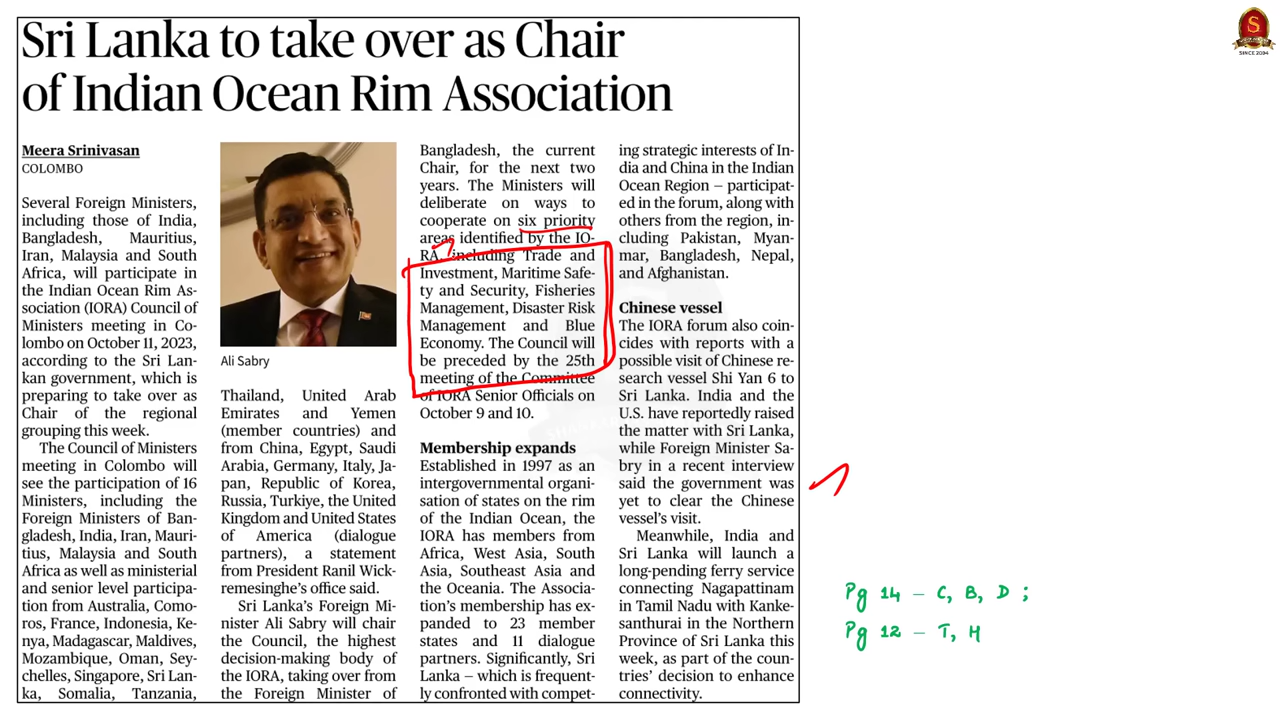 Sri Lanka to take over as Chair
of Indian Ocean Rim Association
Meera Srinivasan
COLOMBO
Several Foreign Ministers,
including those of India,
Bangladesh, Mauritius,
Iran, Malaysia and South
Africa, will participate in
the Indian Ocean Rim As-
sociation (IORA) Council of
Ministers meeting in Co-
lombo on October 11, 2023,
according to the Sri Lan-
kan government, which is
preparing to take over as
Chair of the regional
grouping this week.
The Council of Ministers
meeting in Colombo will
see the participation of 16
Ministers, including the
Foreign Ministers of Ban-
gladesh, India, Iran, Mauri-
tius, Malaysia and South
Africa as well as ministerial
and senior level participa-
tion from Australia, Como-
ros, France, Indonesia, Ke-
nya, Madagascar, Maldives,
Mozambique, Oman, Sey-
chelles, Singapore, Sri Lan-
ka, Somalia, Tanzania,
Ali Sabry
Thailand, United Arab
Emirates and Yemen
(member countries) and
from China, Egypt, Saudi
Arabia, Germany, Italy, Ja-
pan, Republic of Korea,
Russia, Turkiye, the United
Kingdom and United States
of America (dialogue
partners), a statement
from President Ranil Wick-
remesinghe's office said.
Sri Lanka's Foreign Mi-
nister Ali Sabry will chair
the Council, the highest
decision-making body of
the IORA, taking over from
the Foreign Minister of
Bangladesh, the current
Chair, for the next two
years. The Ministers will
deliberate on ways to
cooperate on six priority
areas identified by the IO-
RA, including Trade and
Investment, Maritime Safe-
ty and Security, Fisheries
Management, Disaster Risk
Management and Blue
Economy. The Council will
be preceded by the 25th
meeting of the Committee
of IORA Senior Officials on
October 9 and 10.
Membership expands
Established in 1997 as an
intergovernmental organi-
sation of states on the rim
of the Indian Ocean, the
IORA has members from
Africa, West Asia, South
Asia, Southeast Asia and
the Oceania. The Associa-
tion's membership has ex-
panded to 23 member
states and 11 dialogue
partners. Significantly, Sri
Lanka – which is frequent-
ly confronted with compet-
ing strategic interests of In-
dia and China in the Indian
Ocean Region – participat-
ed in the forum, along with
others from the region, in-
cluding Pakistan, Myan-
mar, Bangladesh, Nepal,
and Afghanistan.
Chinese vessel
The IORA forum also coin-
cides with reports with a
possible visit of Chinese re-
search vessel Shi Yan 6 to
Sri Lanka. India and the
U.S. have reportedly raised
the matter with Sri Lanka,
while Foreign Minister Sa-
bry in a recent interview
said the government was
yet to clear the Chinese
vessel's visit.
Meanwhile, India and
Sri Lanka will launch a
long-pending ferry service
connecting Nagapattinam
in Tamil Nadu with Kanke-
santhurai in the Northern
Province of Sri Lanka this
week, as part of the coun-
tries' decision to enhance
connectivity.
S
SINCE 2004
Pg 14 – C, B, D ;
Pg 12 – T, H